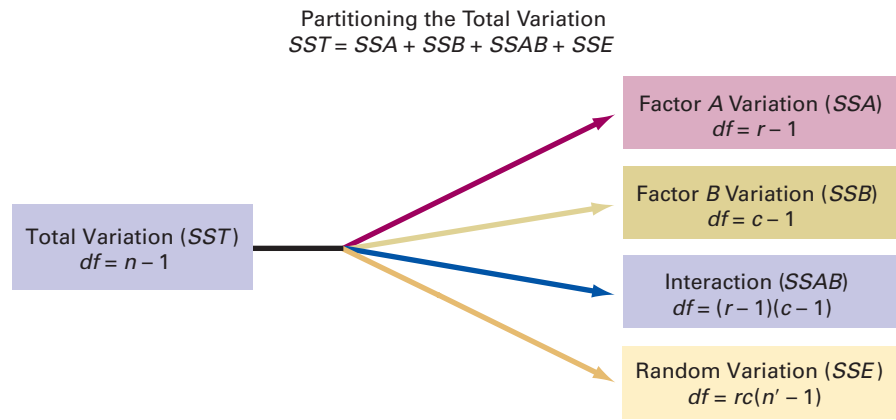 Partitioning the Total Variation
SST = SSA + SSB + SSAB + SSE
Total Variation (SST)
df = n – 1
Factor A Variation (SSA)
df = r – 1
Factor B Variation (SSB)
df = c – 1
Interaction (SSAB)
df = (r – 1)(c – 1)
Random Variation (SSE)
df = rc(n′ – 1)